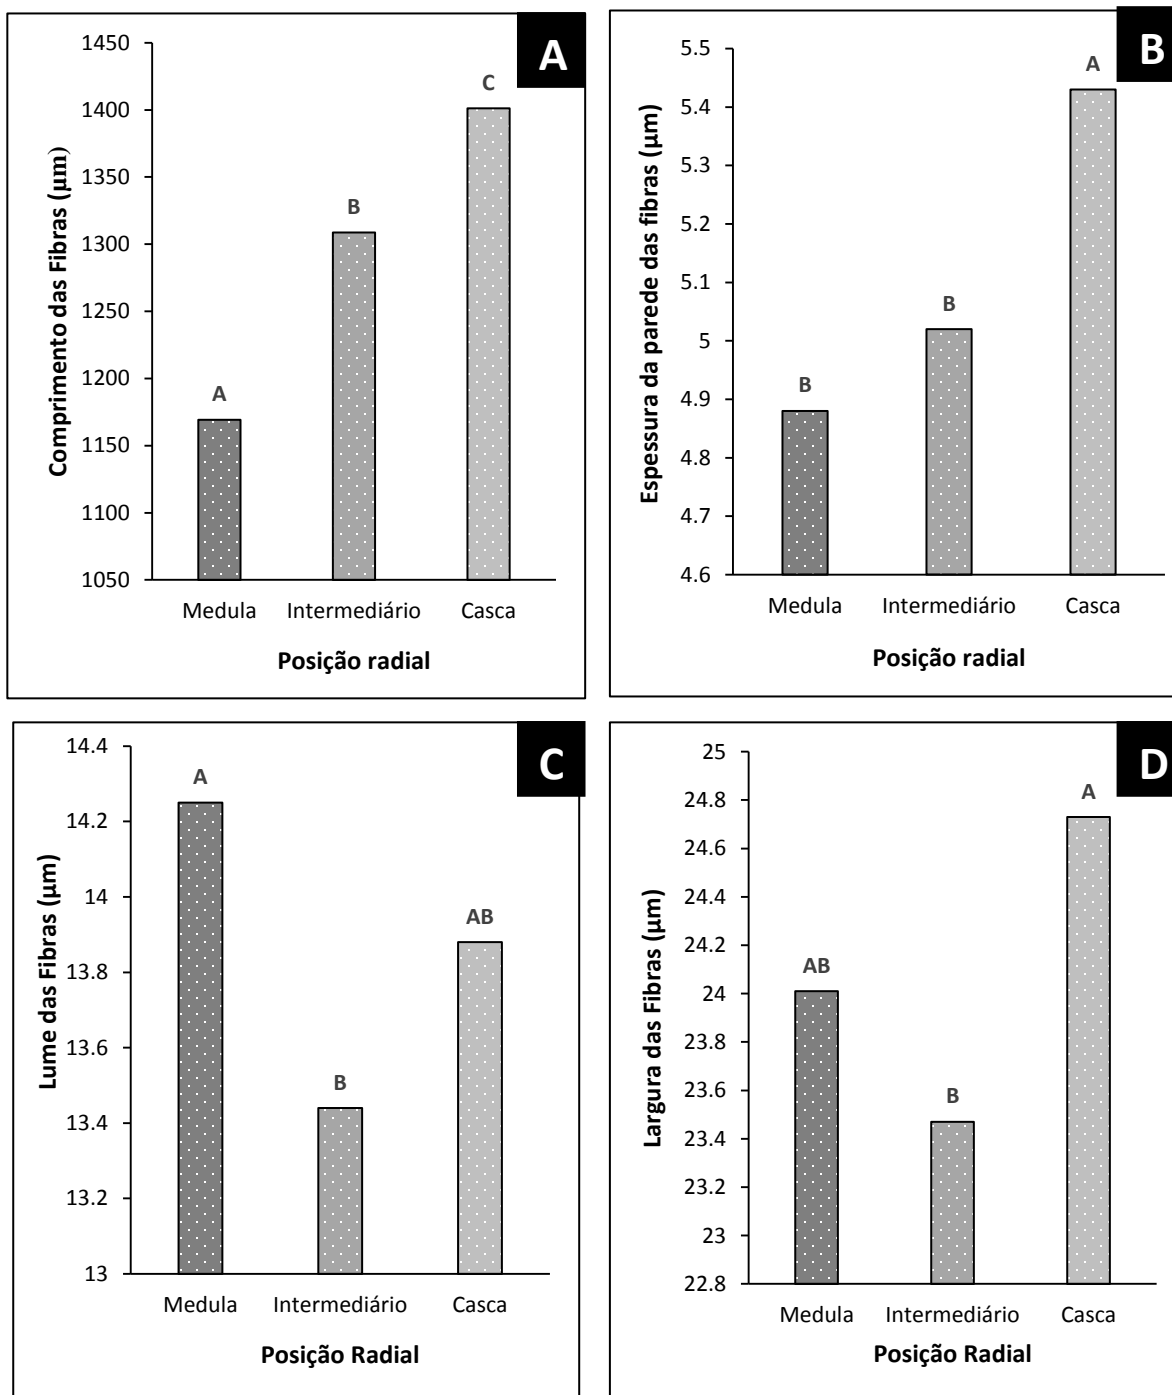 A
Comprimento das Fibras (µm)
1450
1400
1350
1300
1250
1200
1150
1100
1050
A
B
C
Medula Intermediário Casca
Posição radial
B
Espessura da parede das fibras (µm)
5.5
5.4
5.3
5.2
5.1
5
4.9
4.8
4.7
4.6
B
B
A
Medula Intermediário Casca
Posição radial
C
Lume das Fibras (µm)
14.4
14.2
14
13.8
13.6
13.4
13.2
13
A
B
AB
Medula Intermediário Casca
Posição Radial
D
Largura das Fibras (µm)
25
24.8
24.6
24.4
24.2
24
23.8
23.6
23.4
23.2
23
22.8
AB
B
A
Medula Intermediário Casca
Posição Radial